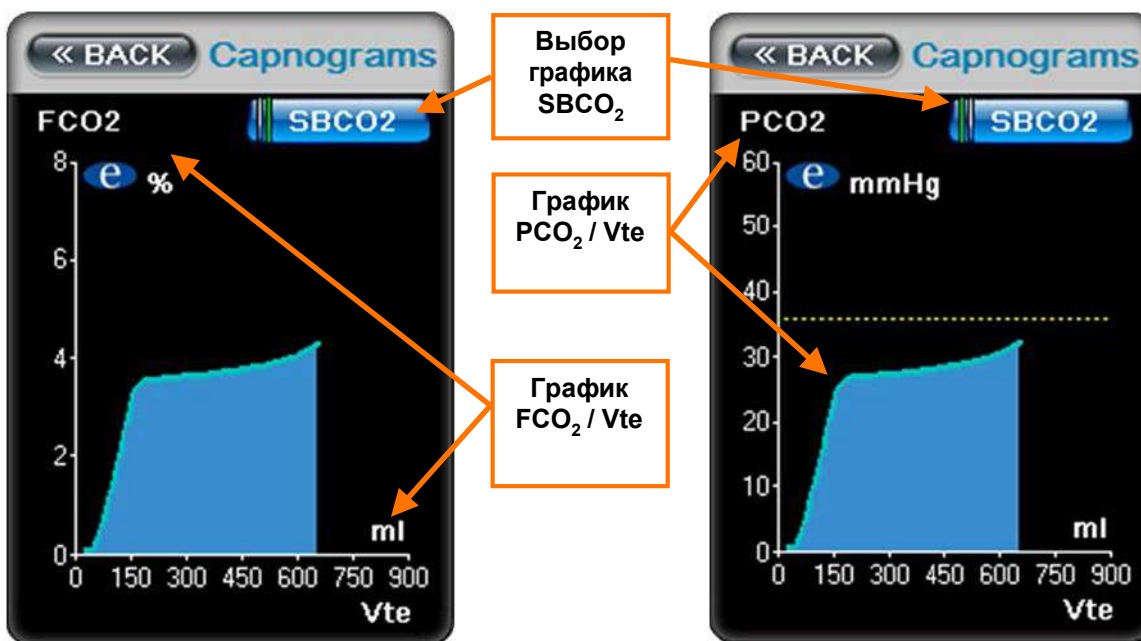 « BACK Capnograms
FCO2 SBCO2
e %
8
6
4
2
0
0 150 300 450 600 750 900
ml
Vte
Выбор
графика
SBCO₂
График
PCO₂ / Vte
График
FCO₂ / Vte
« BACK Capnograms
PCO2 SBCO2
e mmHg
60
50
40
30
20
10
0
0 150 300 450 600 750 900
ml
Vte